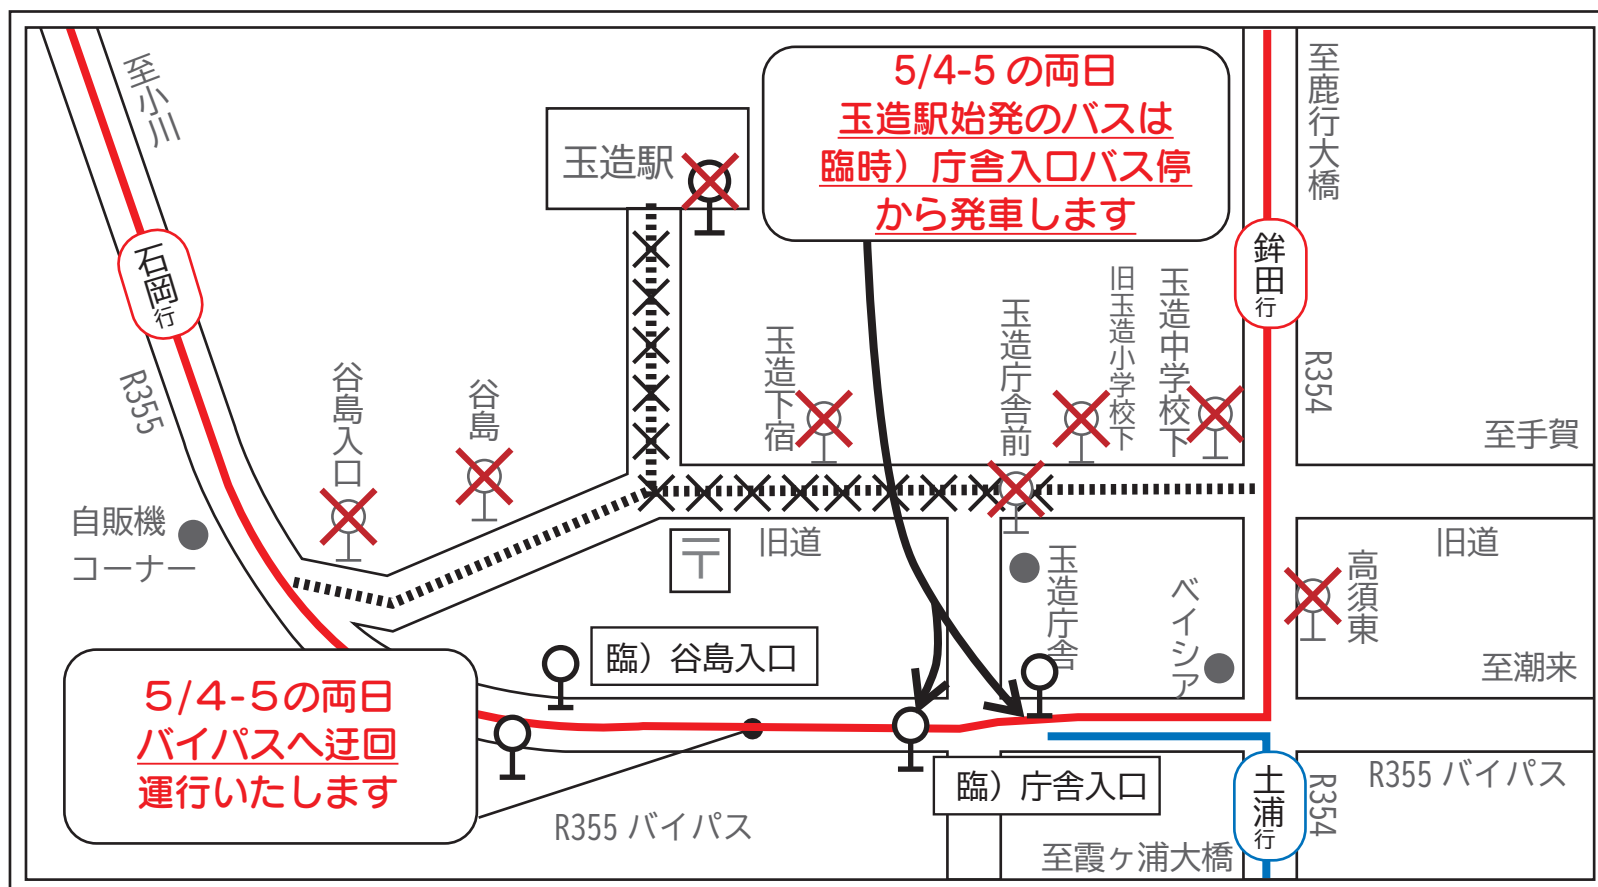 至小川
5/4-5の両日
玉造駅始発のバスは
臨時）庁舎入口バス停
から発車します
至鹿行大橋
玉造駅
石岡行
鉾田行
R355
谷島入口
谷島
玉造下宿
玉造庁舎前
旧玉造小学校下
玉造中学校下
R354
至手賀
自販機
コーナー
旧道
旧道
玉造庁舎
ベイシア
高須東
至潮来
臨）谷島入口
5/4-5の両日
バイパスへ迂回
運行いたします
臨）庁舎入口
土浦行
R354
R355 バイパス
R355 バイパス
至霞ヶ浦大橋